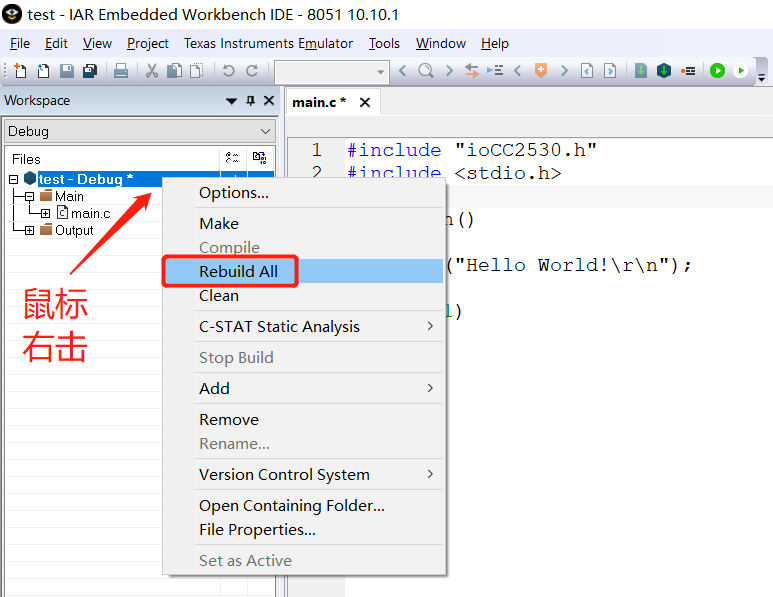 test - IAR Embedded Workbench IDE - 8051 10.10.1
File Edit View Project Texas Instruments Emulator Tools Window Help
Workspace
main.c *
Debug
Files
test - Debug *
Main
main.c
Output
鼠标
右击
Options...
Make
Compile
Rebuild All
Clean
C-STAT Static Analysis
Stop Build
Add
Remove
Rename...
Version Control System
Open Containing Folder...
File Properties...
Set as Active
1 #include "ioCC2530.h"
2 #include <stdio.h>
()
("Hello World!\r\n");
)